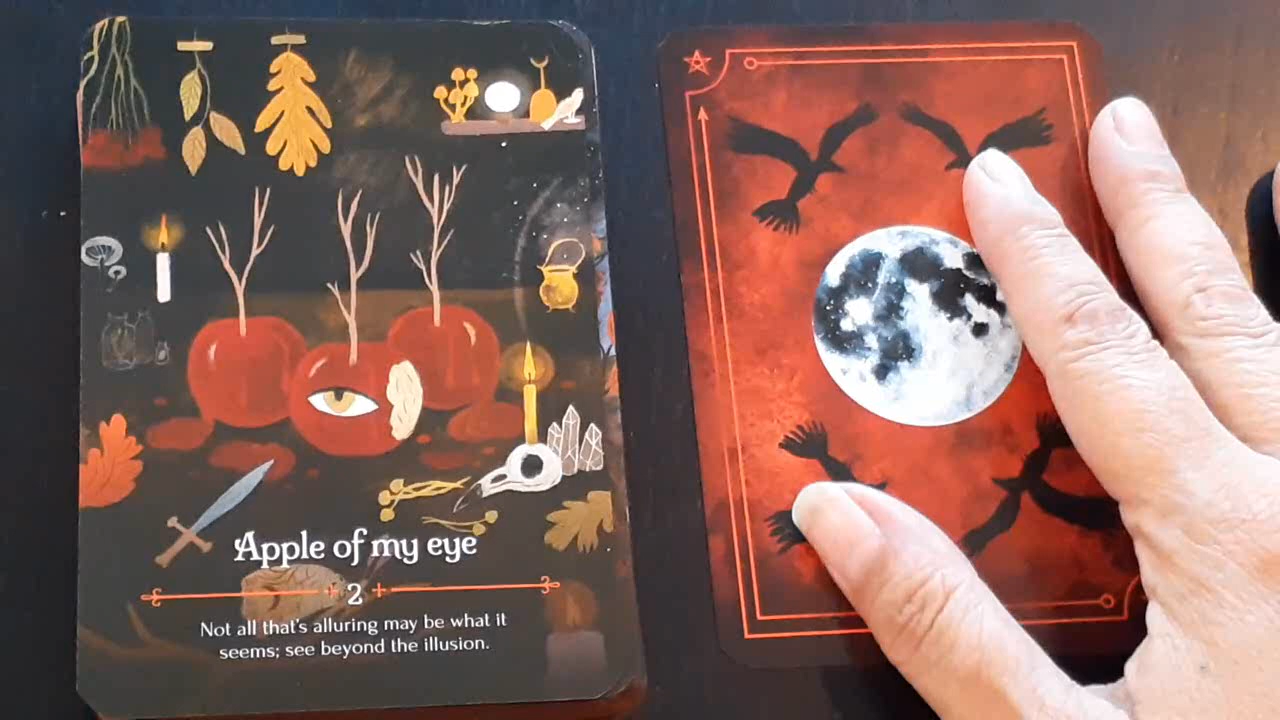 Apple of my eye
2
Not all that's alluring may be what it
seems; see beyond the illusion.